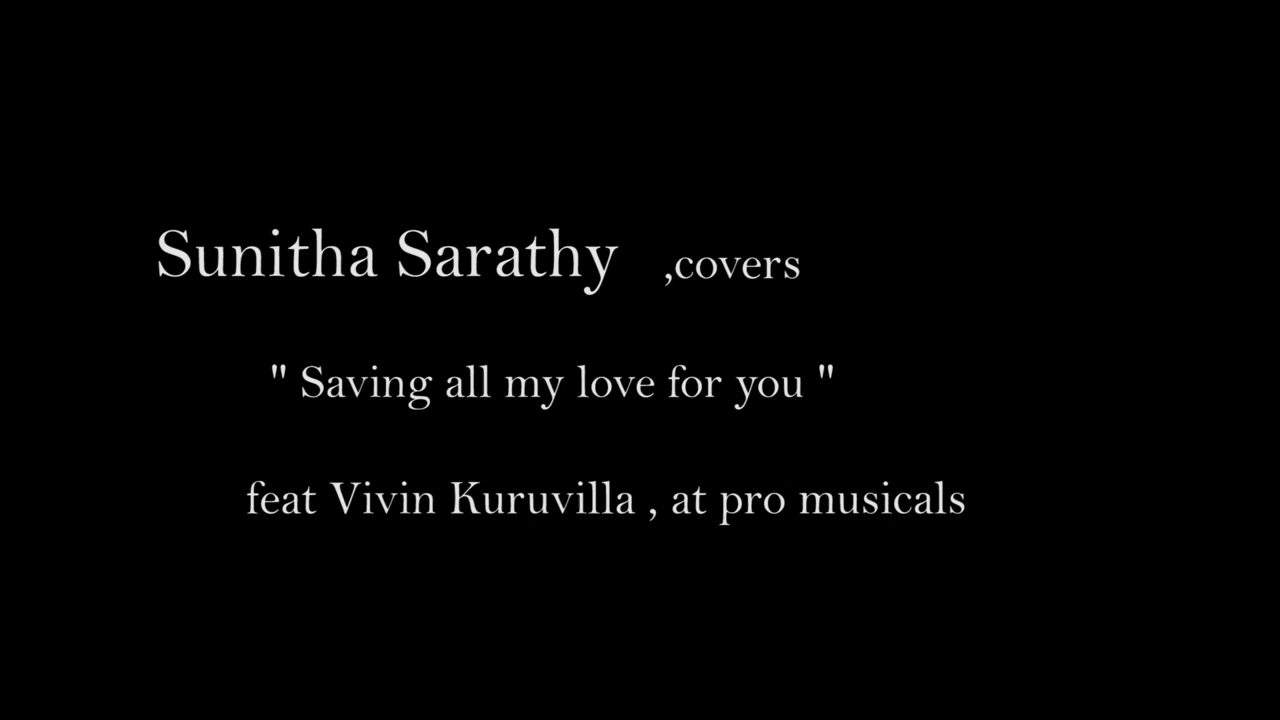 Sunitha Sarathy ,covers
" Saving all my love for you "
feat Vivin Kuruvilla , at pro musicals